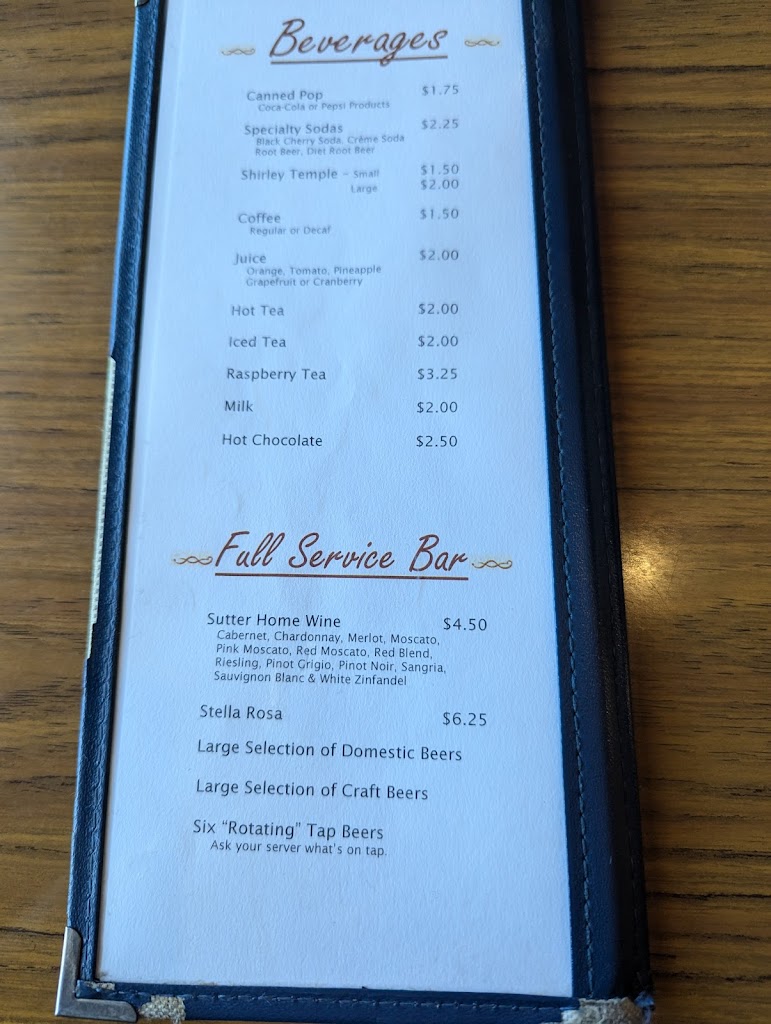 Beverages
Canned Pop $1.75
Coca-Cola or Pepsi Products
Specialty Sodas $2.25
Black Cherry Soda, Créme Soda
Root Beer, Diet Root Beer
Shirley Temple - Small $1.50
Large $2.00
Coffee $1.50
Regular or Decaf
Juice $2.00
Orange, Tomato, Pineapple
Grapefruit or Cranberry
Hot Tea $2.00
Iced Tea $2.00
Raspberry Tea $3.25
Milk $2.00
Hot Chocolate $2.50
Full Service Bar
Sutter Home Wine $4.50
Cabernet, Chardonnay, Merlot, Moscato,
Pink Moscato, Red Moscato, Red Blend,
Riesling, Pinot Grigio, Pinot Noir, Sangria,
Sauvignon Blanc & White Zinfandel
Stella Rosa $6.25
Large Selection of Domestic Beers
Large Selection of Craft Beers
Six “Rotating” Tap Beers
Ask your server what's on tap.